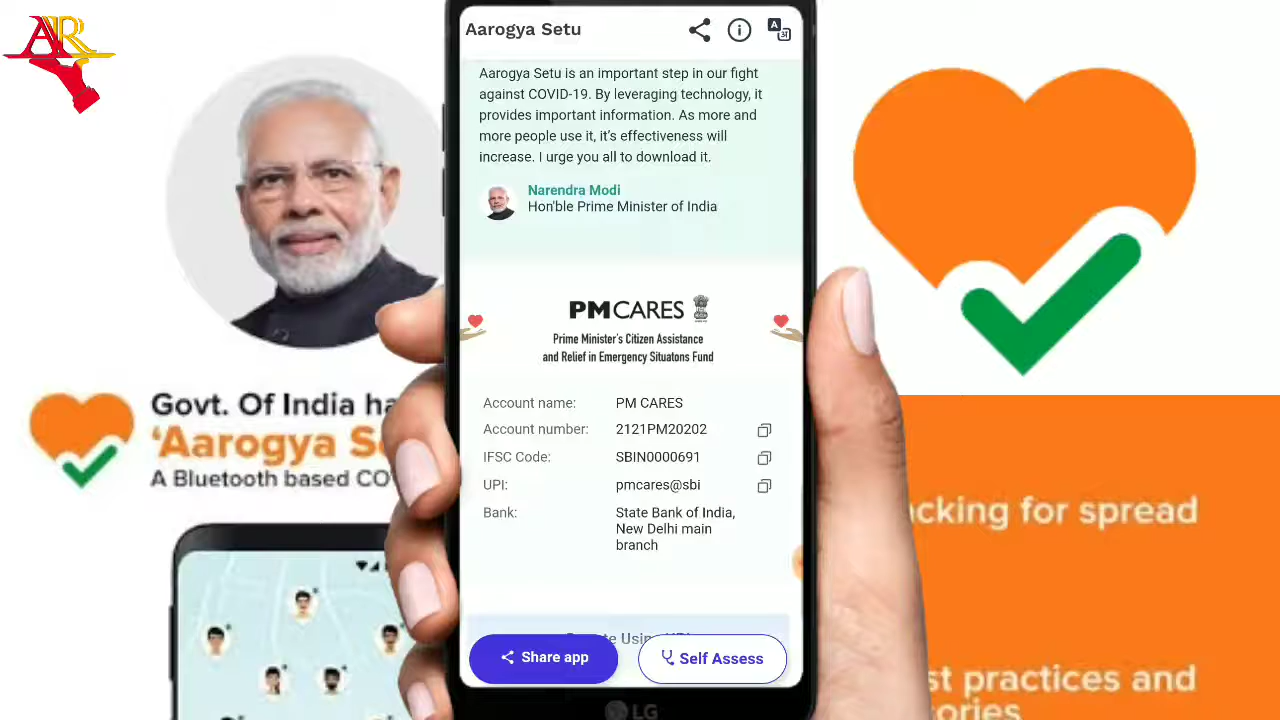 AR
Aarogya Setu
A
अ
Aarogya Setu is an important step in our fight
against COVID-19. By leveraging technology, it
provides important information. As more and
more people use it, it's effectiveness will
increase. I urge you all to download it.
Narendra Modi
Hon'ble Prime Minister of India
PM CARES
Prime Minister's Citizen Assistance
and Relief in Emergency Situatons Fund
Account name: PM CARES
Account number: 2121PM20202
IFSC Code: SBIN0000691
UPI: pmcares@sbi
Bank: State Bank of India,
New Delhi main
branch
Share app
Self Assess
LG
Govt. Of India ha
'Aarogya S
A Bluetooth based CO
acking for spread
st practices and
ories